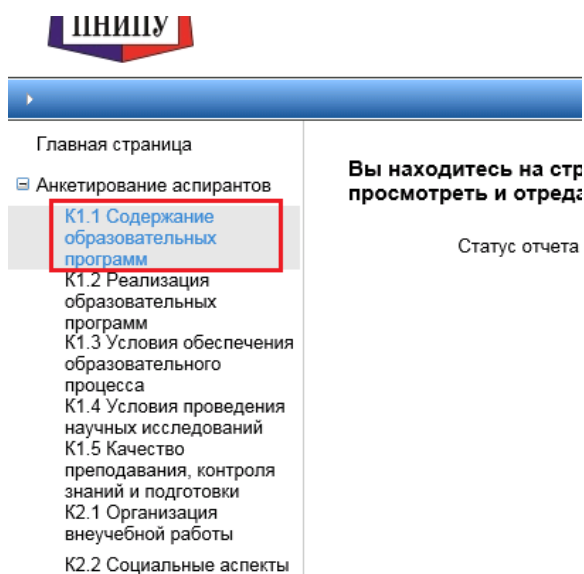 ПНИПУ
Главная страница
Анкетирование аспирантов
К1.1 Содержание
образовательных
программ
К1.2 Реализация
образовательных
программ
К1.3 Условия обеспечения
образовательного
процесса
К1.4 Условия проведения
научных исследований
К1.5 Качество
преподавания, контроля
знаний и подготовки
К2.1 Организация
внеучебной работы
К2.2 Социальные аспекты
Вы находитесь на стр
просмотреть и отреда
Статус отчета